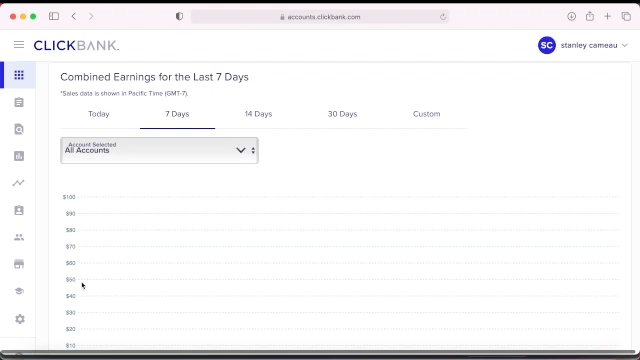 accounts.clickbank.com
CLICKBANK.
SC stanley cameau
Combined Earnings for the Last 7 Days
*Sales data is shown in Pacific Time (GMT-7).
Today 7 Days 14 Days 30 Days Custom
Account Selected
All Accounts
$100
$90
$80
$70
$60
$50
$40
$30
$20
$10